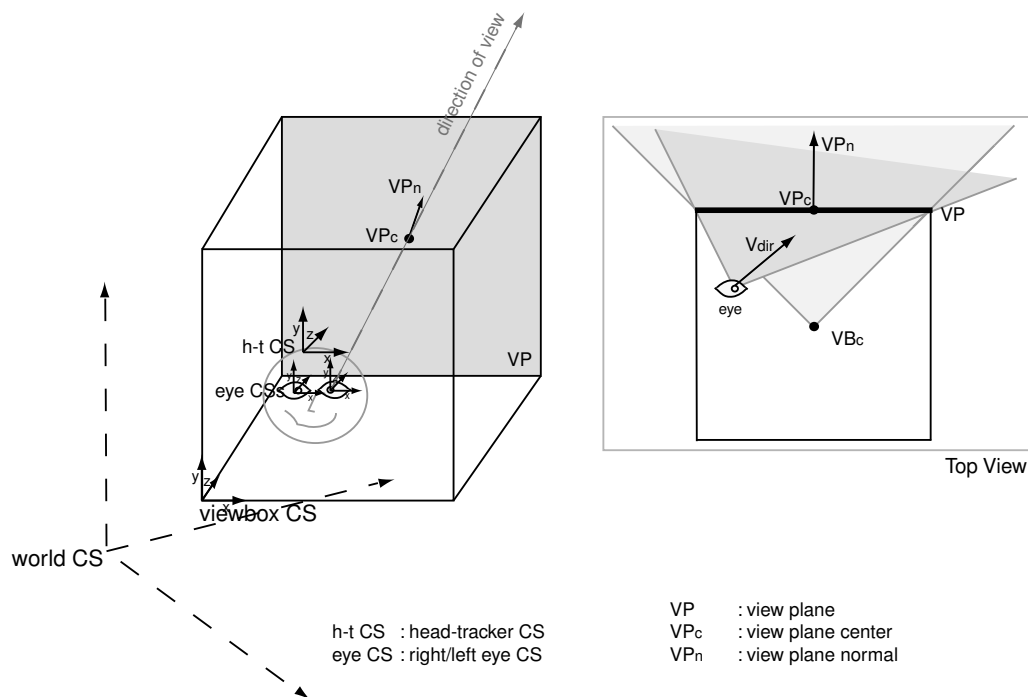 direction of view
VPn
VPc
y
z
h-t CS
x
VP
eye CSs
y
z
x
y
z
x
y
z
x
viewbox CS
world CS
VPn
VPc
VP
Vdir
eye
VBc
Top View
h-t CS : head-tracker CS
eye CS : right/left eye CS
VP : view plane
VPc : view plane center
VPn : view plane normal